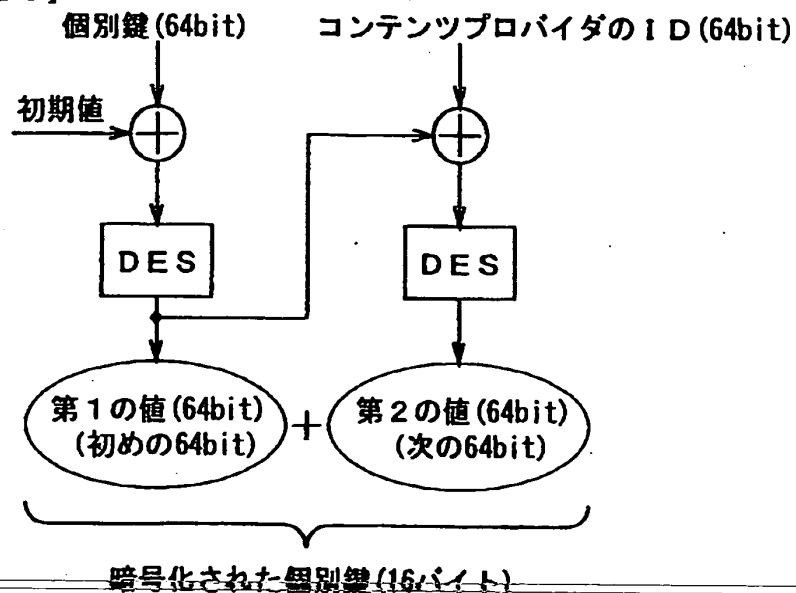 個別鍵(64bit)
コンテンツプロバイダのＩＤ(64bit)
初期値
DES
DES
第１の値(64bit)
(初めの64bit)
+
第２の値(64bit)
(次の64bit)
暗号化された個別鍵(16バイト)